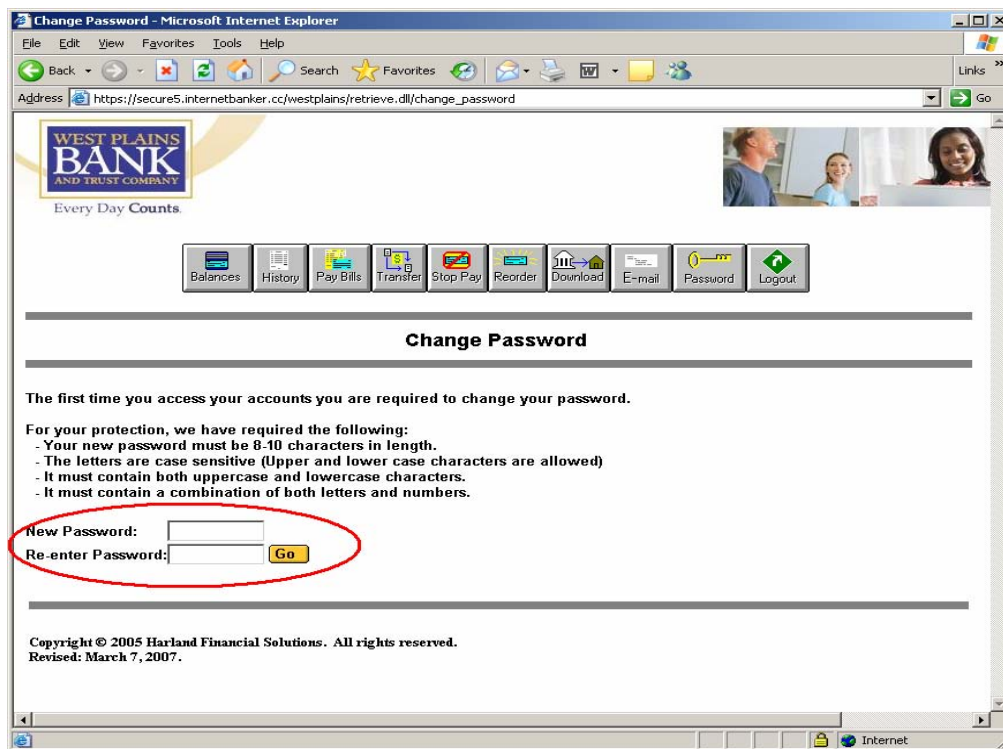 Change Password - Microsoft Internet Explorer
File Edit View Favorites Tools Help
Back Search Favorites Links »
Address https://secure5.internetbanker.cc/westplains/retrieve.dll/change_password Go
WEST PLAINS
BANK
AND TRUST COMPANY
Every Day Counts.
Balances History Pay Bills Transfer Stop Pay Reorder Download E-mail Password Logout
Change Password
The first time you access your accounts you are required to change your password.
For your protection, we have required the following:
- Your new password must be 8-10 characters in length.
- The letters are case sensitive (Upper and lower case characters are allowed)
- It must contain both uppercase and lowercase characters.
- It must contain a combination of both letters and numbers.
New Password:
Re-enter Password: Go
Copyright © 2005 Harland Financial Solutions. All rights reserved.
Revised: March 7, 2007.
Internet